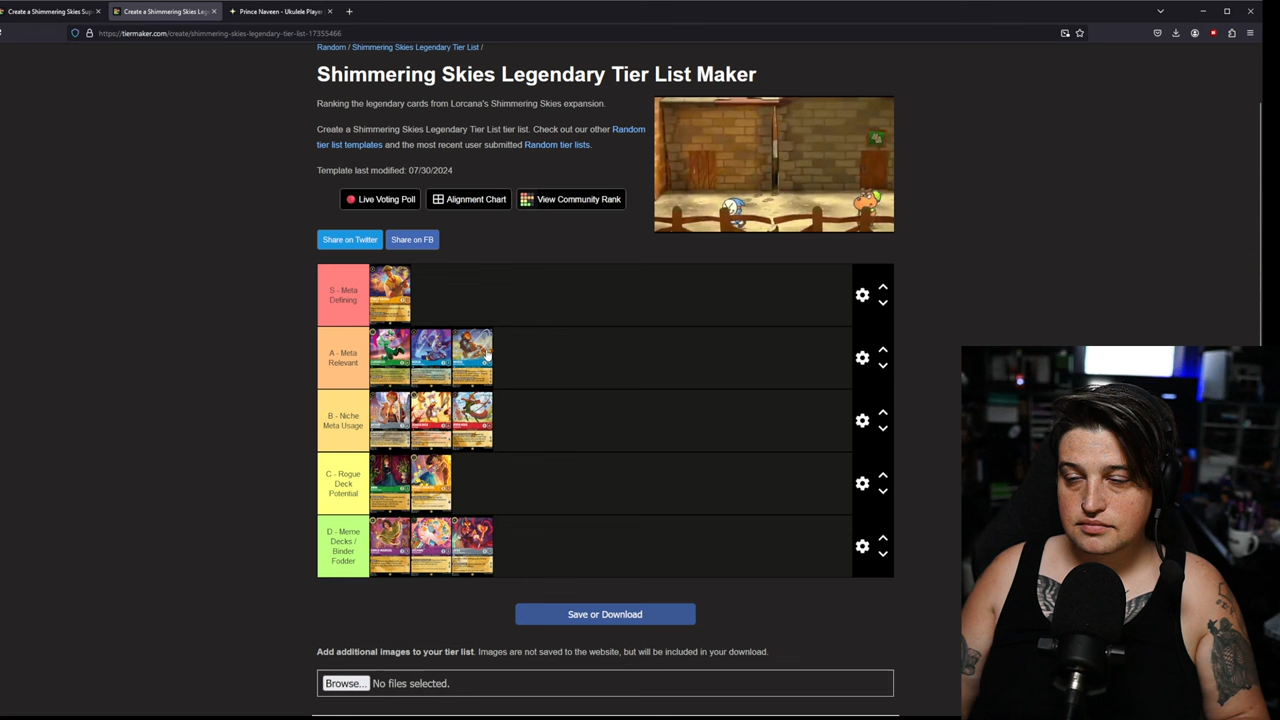 Create a Shimmering Skies Sup
Create a Shimmering Skies Leg
Prince Naveen - Ukulele Player
https://tiermaker.com/create/shimmering-skies-legendary-tier-list-17355466
Random / Shimmering Skies Legendary Tier List /
Shimmering Skies Legendary Tier List Maker
Ranking the legendary cards from Lorcana's Shimmering Skies expansion.
Create a Shimmering Skies Legendary Tier List tier list. Check out our other Random
tier list templates and the most recent user submitted Random tier lists.
Template last modified: 07/30/2024
Live Voting Poll
Alignment Chart
View Community Rank
Share on Twitter
Share on FB
S - Meta
Defining
A - Meta
Relevant
B - Niche
Meta Usage
C - Rogue
Deck
Potential
D - Meme
Decks /
Binder
Fodder
Save or Download
Add additional images to your tier list. Images are not saved to the website, but will be included in your download.
Browse... No files selected.